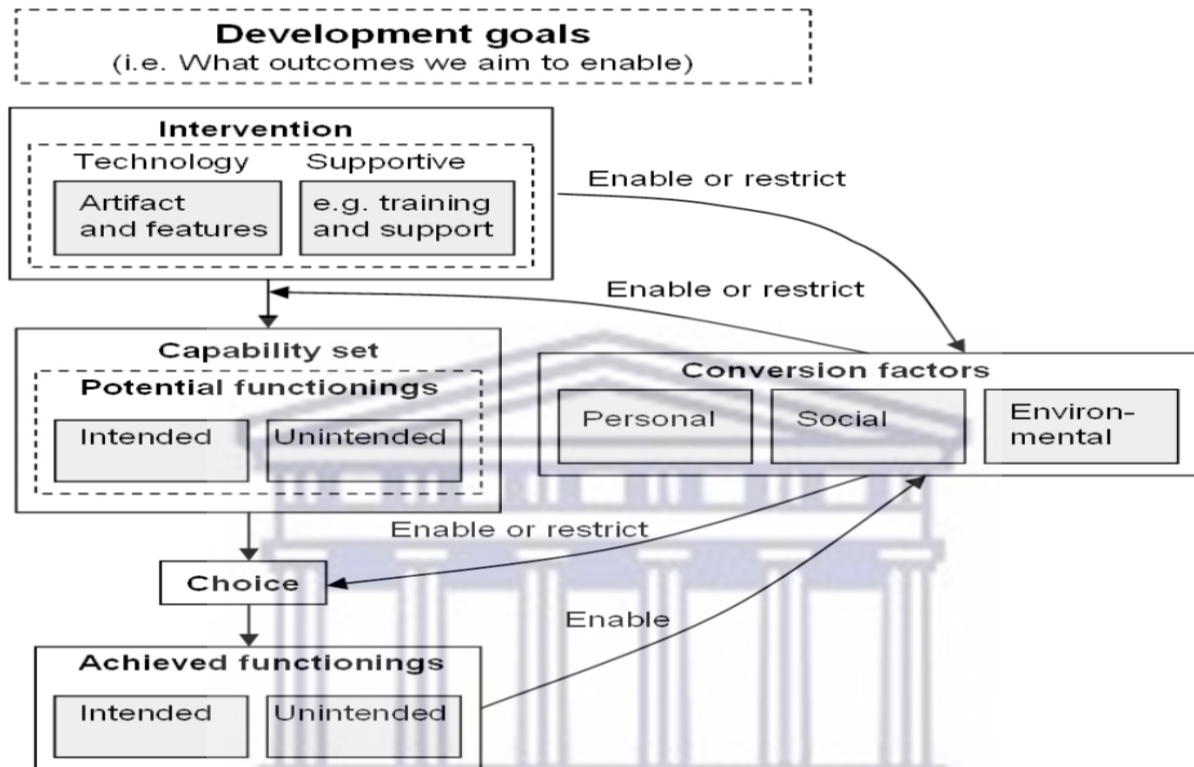 Development goals
(i.e. What outcomes we aim to enable)
Intervention
Technology
Supportive
Artifact
and features
e.g. training
and support
Enable or restrict
Enable or restrict
Capability set
Potential functionings
Intended
Unintended
Conversion factors
Personal
Social
Environ-
mental
Enable or restrict
Choice
Enable
Achieved functionings
Intended
Unintended